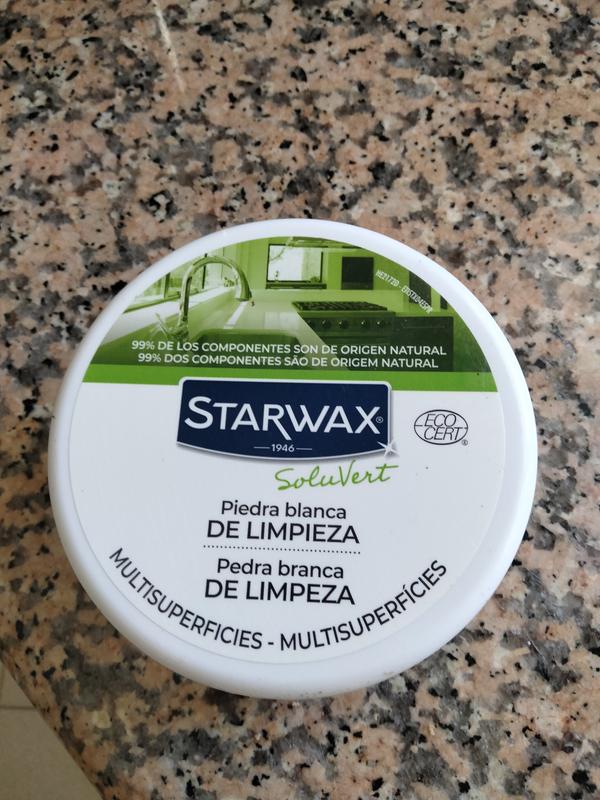 99% DE LOS COMPONENTES SON DE ORIGEN NATURAL
99% DOS COMPONENTES SÃO DE ORIGEM NATURAL
STARWAX®
1946
ECO
CERT®
SoluVert
Piedra blanca
DE LIMPIEZA
Pedra branca
DE LIMPEZA
MULTISUPERFICIES - MULTISUPERFÍCIES